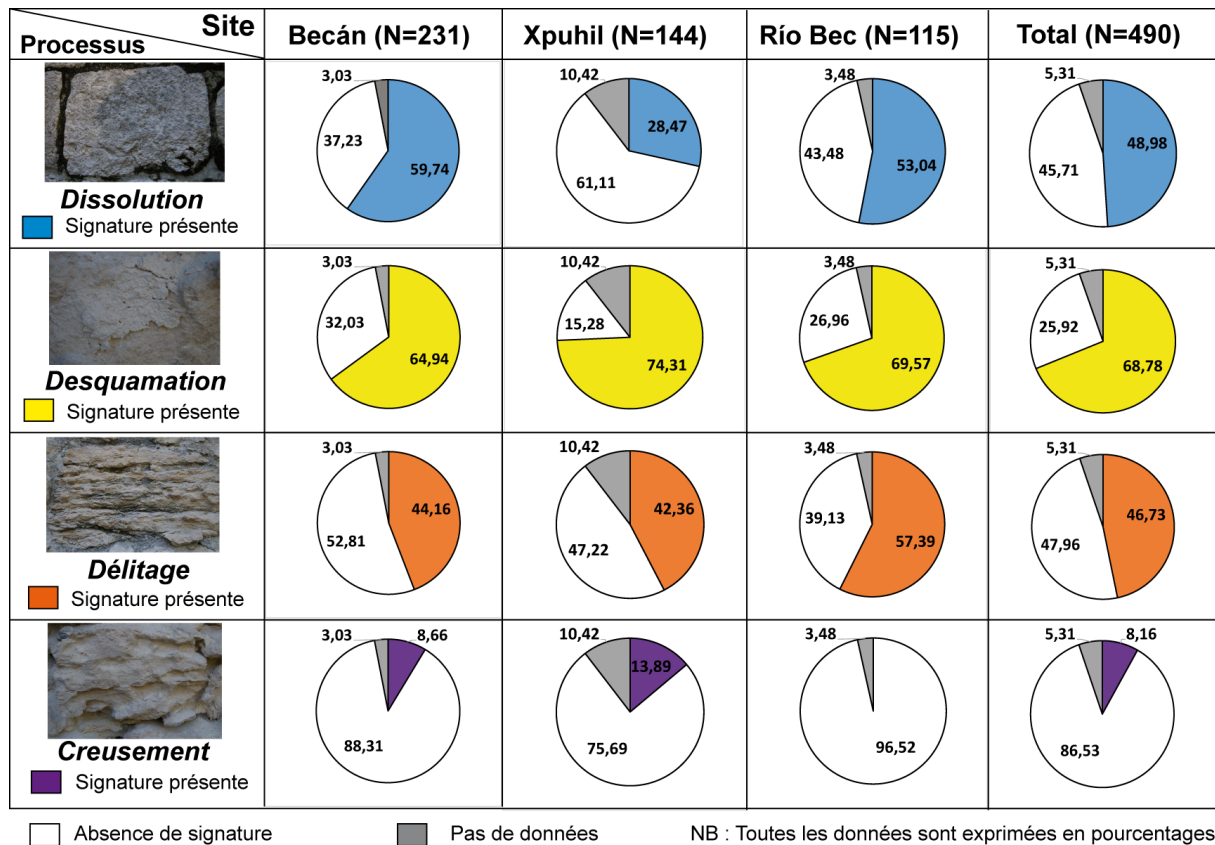 Site
Processus
Becán (N=231)
Xpuhil (N=144)
Río Bec (N=115)
Total (N=490)
Dissolution
Signature présente
3,03
37,23
59,74
10,42
28,47
61,11
3,48
43,48
53,04
5,31
45,71
48,98
Desquamation
Signature présente
3,03
32,03
64,94
10,42
15,28
74,31
3,48
26,96
69,57
5,31
25,92
68,78
Délitage
Signature présente
3,03
44,16
52,81
10,42
42,36
47,22
3,48
39,13
57,39
5,31
46,73
47,96
Creusement
Signature présente
3,03
8,66
88,31
10,42
13,89
75,69
3,48
96,52
5,31
8,16
86,53
Absence de signature
Pas de données
NB : Toutes les données sont exprimées en pourcentages